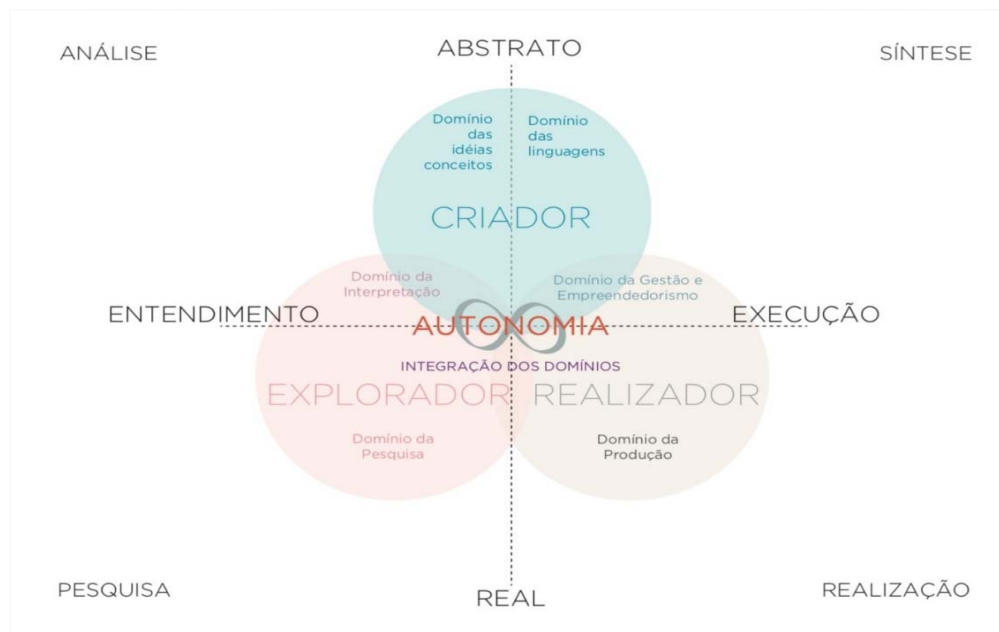 ANÁLISE
ABSTRATO
SÍNTESE
Domínio
das
idéias
conceitos
Domínio
das
linguagens
CRIADOR
Domínio da
Interpretação
Domínio da Gestão e
Empreendedorismo
ENTENDIMENTO
AUTONOMIA
EXECUÇÃO
INTEGRAÇÃO DOS DOMÍNIOS
EXPLORADOR
REALIZADOR
Domínio da
Pesquisa
Domínio da
Produção
PESQUISA
REAL
REALIZAÇÃO